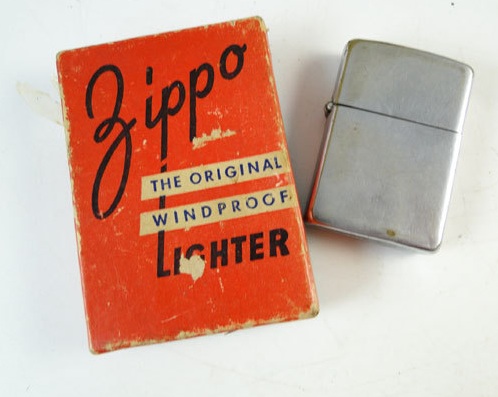 Zippo
THE ORIGINAL
WINDPROOF
LIGHTER